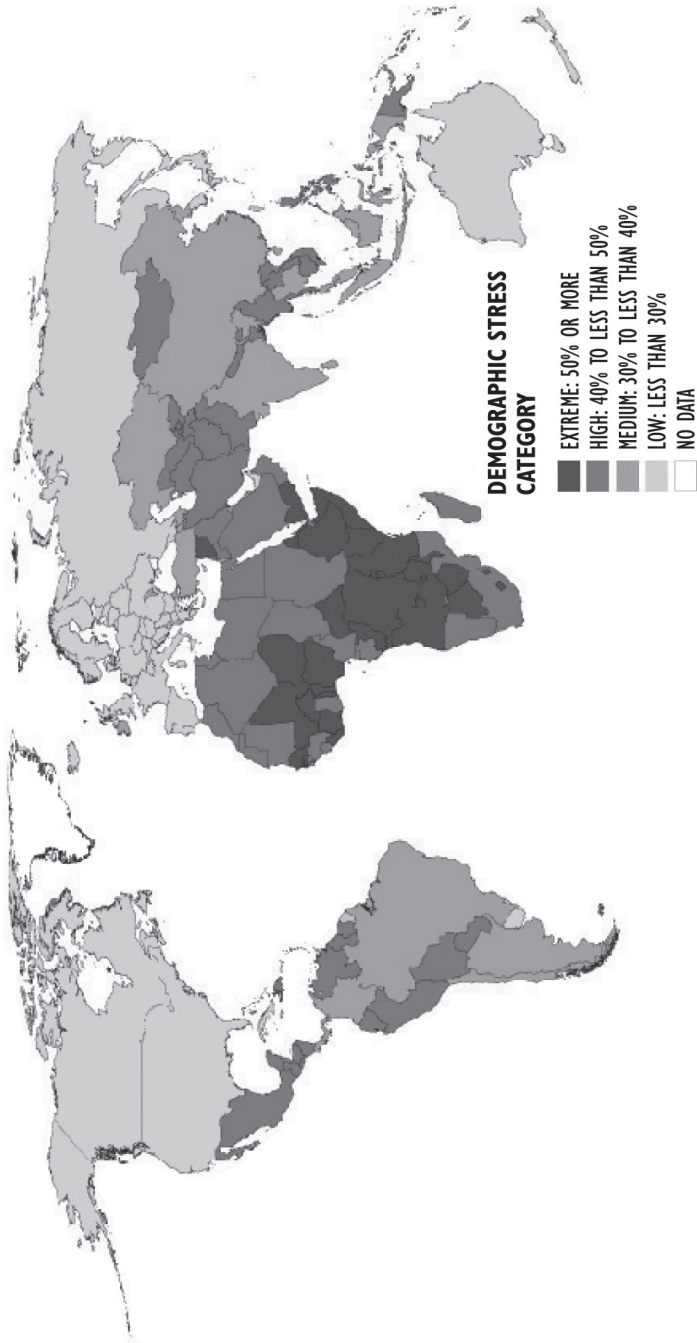 DEMOGRAPHIC STRESS
CATEGORY
EXTREME: 50% OR MORE
HIGH: 40% TO LESS THAN 50%
MEDIUM: 30% TO LESS THAN 40%
LOW: LESS THAN 30%
NO DATA